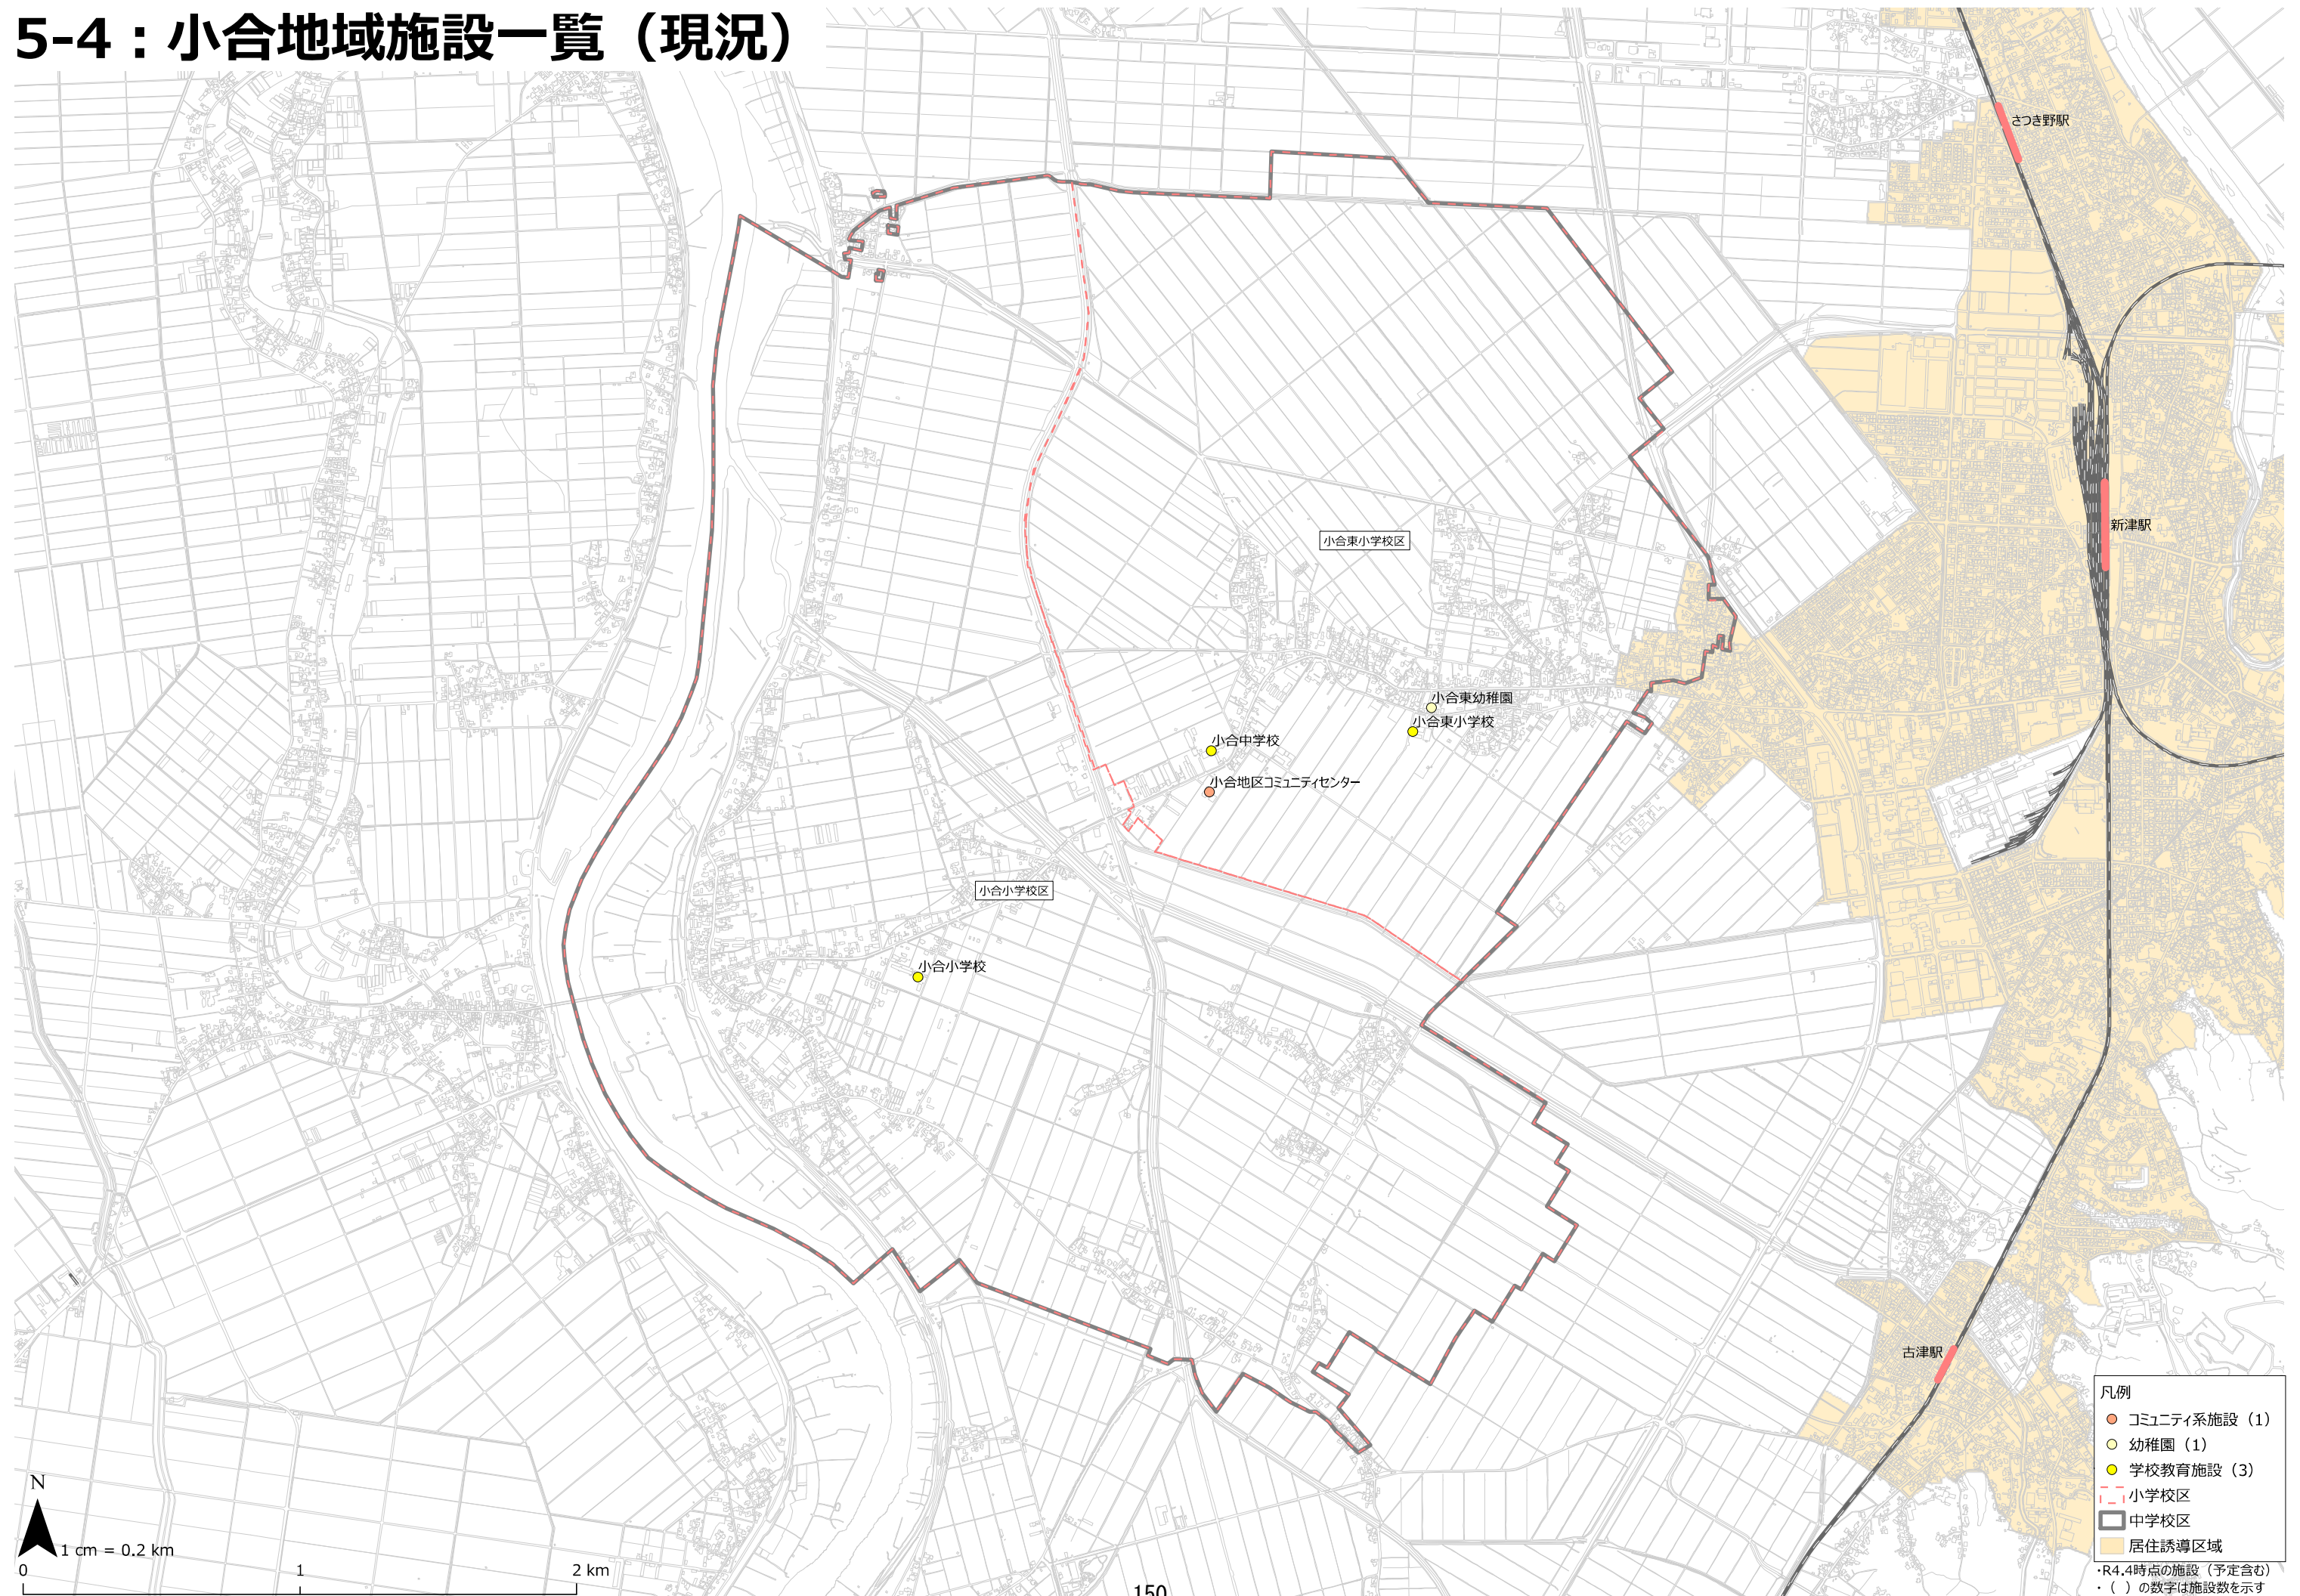 5-4：小合地域施設一覧（現況）
さつき野駅
新津駅
小合東小学校区
小合東幼稚園
小合東小学校
小合中学校
小合地区コミュニティセンター
小合小学校区
小合小学校
古津駅
凡例
コミュニティ系施設（1）
幼稚園（1）
学校教育施設（3）
小学校区
中学校区
居住誘導区域
・R4.4時点の施設（予定含む）
・（ ）の数字は施設数を示す
N
1 cm = 0.2 km
0 1 2 km
150